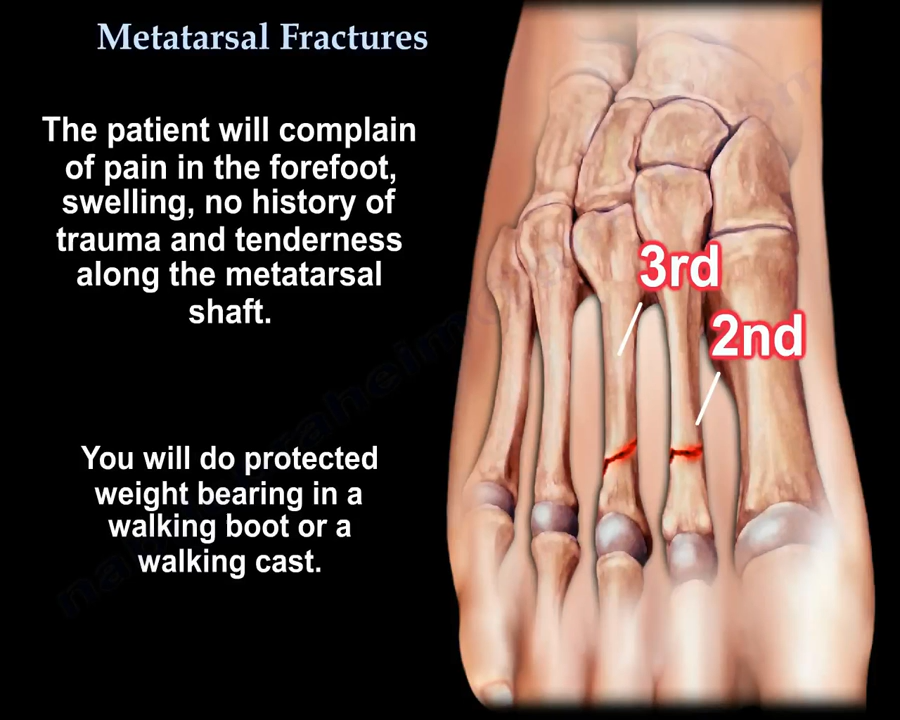 Metatarsal Fractures
The patient will complain
of pain in the forefoot,
swelling, no history of
trauma and tenderness
along the metatarsal
shaft.
3rd
2nd
You will do protected
weight bearing in a
walking boot or a
walking cast.